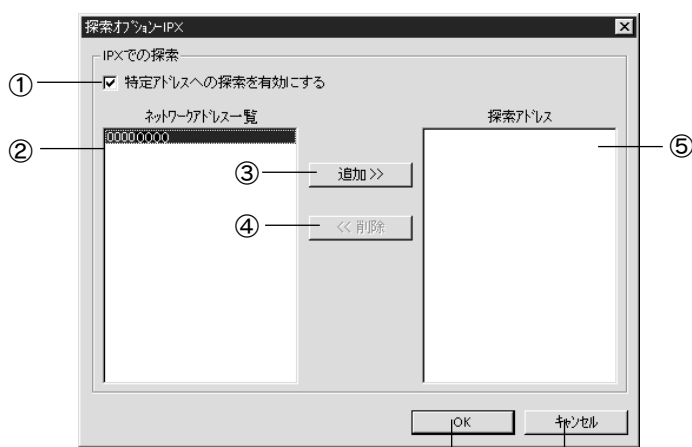 探索オプション-IPX
IPXでの探索
① 特定アドレスへの探索を有効にする
ネットワークアドレス一覧
探索アドレス
②
00000000
③ 追加 >>
④ << 削除
⑤
OK
キャンセル